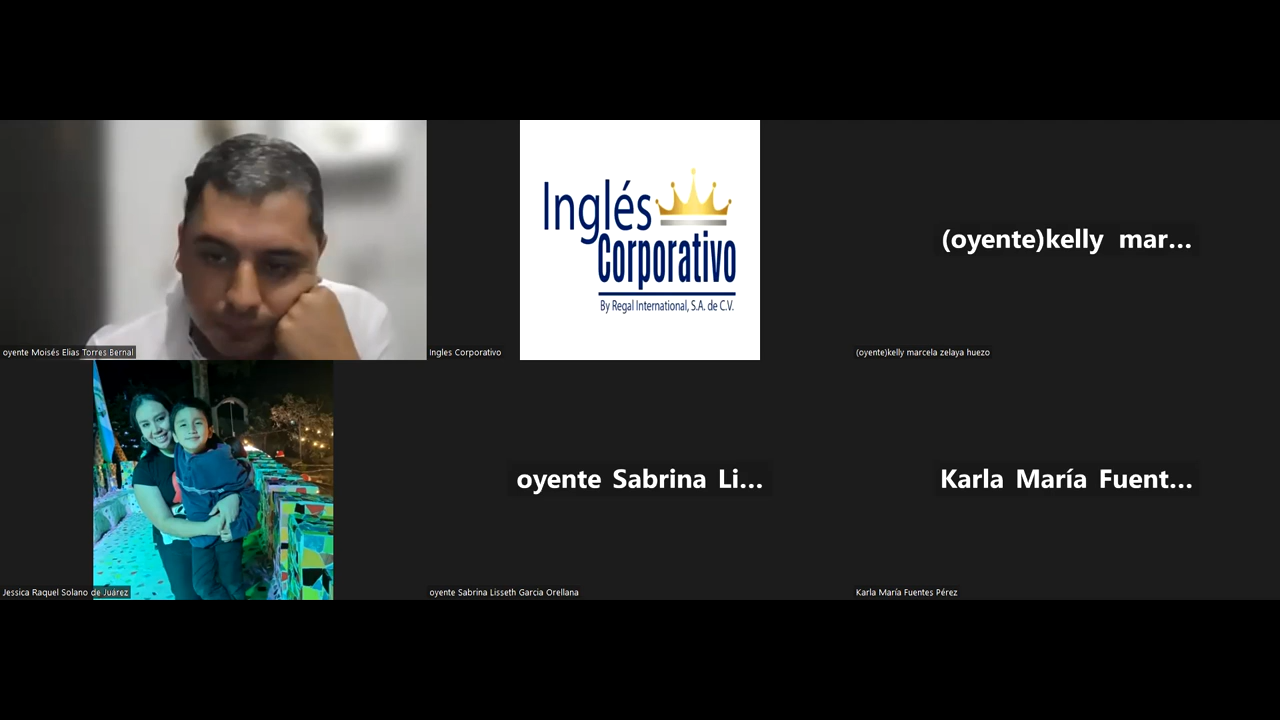 Inglés
Corporativo
By Regal International, S.A. de C.V.
(oyente)kelly mar...
oyente Moisés Elias Torres Bernal
Ingles Corporativo
(oyente)kelly marcela zelaya huezo
oyente Sabrina Li...
Karla María Fuent...
Jessica Raquel Solano de Juárez
oyente Sabrina Lisseth Garcia Orellana
Karla María Fuentes Pérez